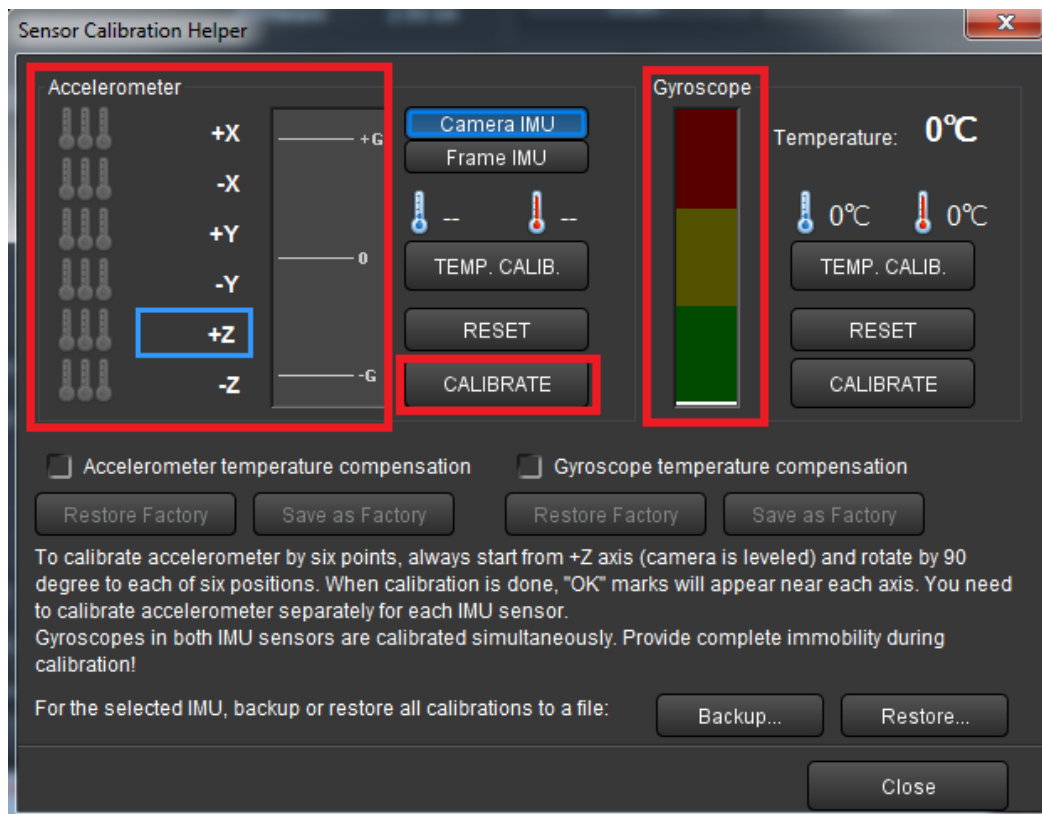 Sensor Calibration Helper
Accelerometer
+X
-X
+Y
-Y
+Z
-Z
+G
0
-G
Camera IMU
Frame IMU
-- --
TEMP. CALIB.
RESET
CALIBRATE
Gyroscope
Temperature: 0°C
0°C 0°C
TEMP. CALIB.
RESET
CALIBRATE
Accelerometer temperature compensation
Gyroscope temperature compensation
Restore Factory Save as Factory Restore Factory Save as Factory
To calibrate accelerometer by six points, always start from +Z axis (camera is leveled) and rotate by 90
degree to each of six positions. When calibration is done, "OK" marks will appear near each axis. You need
to calibrate accelerometer separately for each IMU sensor.
Gyroscopes in both IMU sensors are calibrated simultaneously. Provide complete immobility during
calibration!
For the selected IMU, backup or restore all calibrations to a file: Backup... Restore...
Close